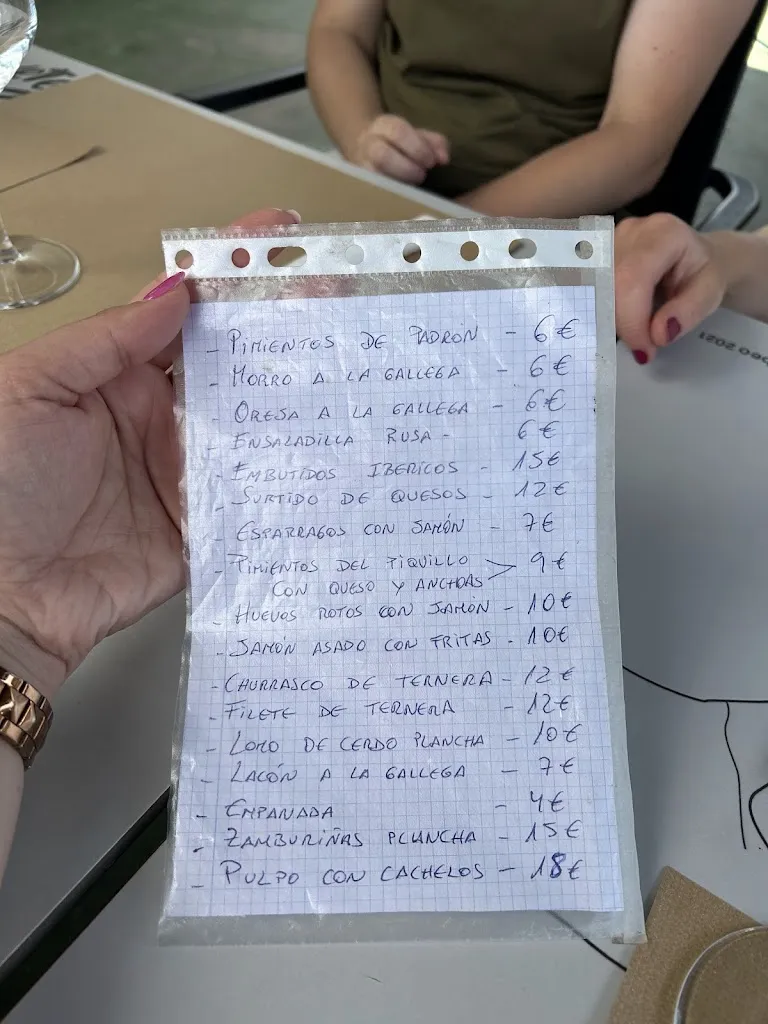 - PIMIENTOS DE PADRON - 6€
- MORRO A LA GALLEGA - 6€
- OREJA A LA GALLEGA - 6€
- ENSALADILLA RUSA - 6€
- EMBUTIDOS IBERICOS - 15€
- SURTIDO DE QUESOS - 12€
- ESPARRAGOS CON JAMÓN - 7€
- PIMIENTOS DEL PIQUILLO > 9€
CON QUESO Y ANCHOAS
- HUEVOS ROTOS CON JAMÓN - 10€
- JAMÓN ASADO CON FRITAS - 10€
- CHURRASCO DE TERNERA - 12€
- FILETE DE TERNERA - 12€
- LOMO DE CERDO PLANCHA - 10€
- LACÓN A LA GALLEGA - 7€
- EMPANADA - 4€
- ZAMBURIÑAS PLANCHA - 15€
- PULPO CON CACHELOS - 18€
2021